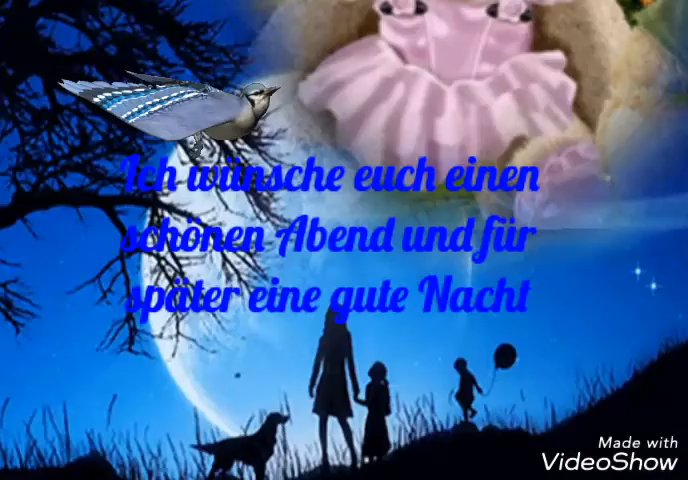 Ich wünsche euch einen
schönen Abend und für
später eine gute Nacht
Made with
VideoShow